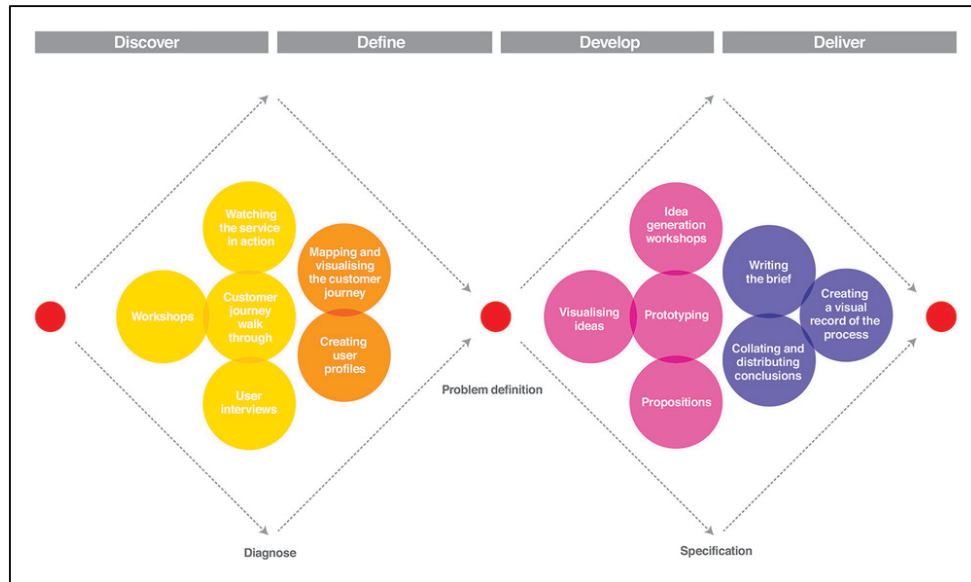 Discover
Define
Develop
Deliver
Watching
the service
in action
Workshops
Customer
journey
walk
through
User
interviews
Mapping and
visualising
the customer
journey
Creating
user
profiles
Problem definition
Idea
generation
workshops
Visualising
ideas
Prototyping
Propositions
Writing
the brief
Creating
a visual
record of the
process
Collating and
distributing
conclusions
Diagnose
Specification